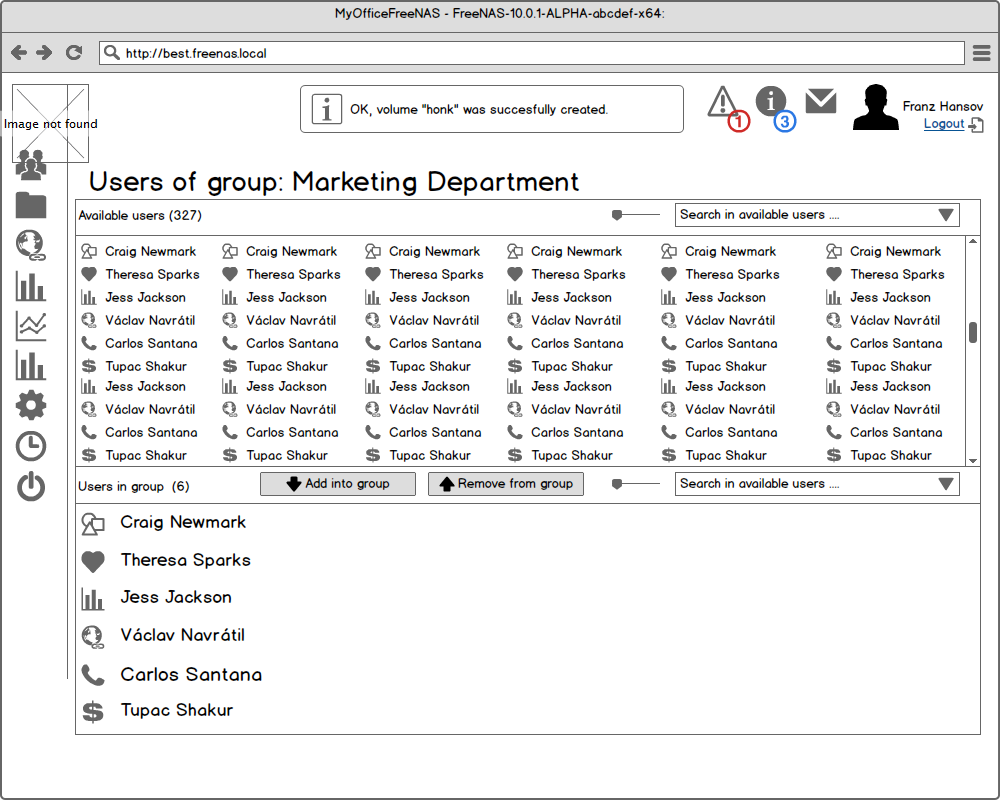 MyOfficeFreeNAS - FreeNAS-10.0.1-ALPHA-abcdef-x64:
http://best.freenas.local
Image not found
OK, volume "honk" was succesfully created.
1
3
Franz Hansov
Logout
Users of group: Marketing Department
Available users (327)
Search in available users ....
Craig Newmark Craig Newmark Craig Newmark Craig Newmark Craig Newmark Craig Newmark
Theresa Sparks Theresa Sparks Theresa Sparks Theresa Sparks Theresa Sparks Theresa Sparks
Jess Jackson Jess Jackson Jess Jackson Jess Jackson Jess Jackson Jess Jackson
Václav Navrátil Václav Navrátil Václav Navrátil Václav Navrátil Václav Navrátil Václav Navrátil
Carlos Santana Carlos Santana Carlos Santana Carlos Santana Carlos Santana Carlos Santana
Tupac Shakur Tupac Shakur Tupac Shakur Tupac Shakur Tupac Shakur Tupac Shakur
Jess Jackson Jess Jackson Jess Jackson Jess Jackson Jess Jackson Jess Jackson
Václav Navrátil Václav Navrátil Václav Navrátil Václav Navrátil Václav Navrátil Václav Navrátil
Carlos Santana Carlos Santana Carlos Santana Carlos Santana Carlos Santana Carlos Santana
Tupac Shakur Tupac Shakur Tupac Shakur Tupac Shakur Tupac Shakur Tupac Shakur
Users in group (6)
Add into group
Remove from group
Search in available users ....
Craig Newmark
Theresa Sparks
Jess Jackson
Václav Navrátil
Carlos Santana
Tupac Shakur